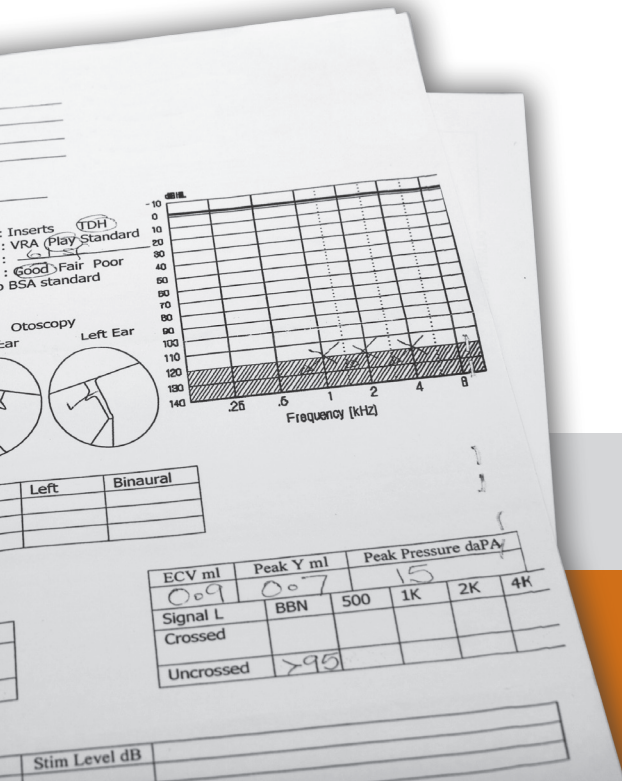 dBHL
-10
0
10
20
30
40
50
60
70
80
90
100
110
120
130
140
.25 .5 1 2 4 8
Frequency [kHz]
: Inserts TDH
: VRA Play Standard
:
: Good Fair Poor
o BSA standard
Otoscopy
Ear Left Ear
Left Binaural
ECV ml Peak Y ml Peak Pressure daPA
0.9 0.7 15
Signal L BBN 500 1K 2K 4K
Crossed
Uncrossed >95
Stim Level dB